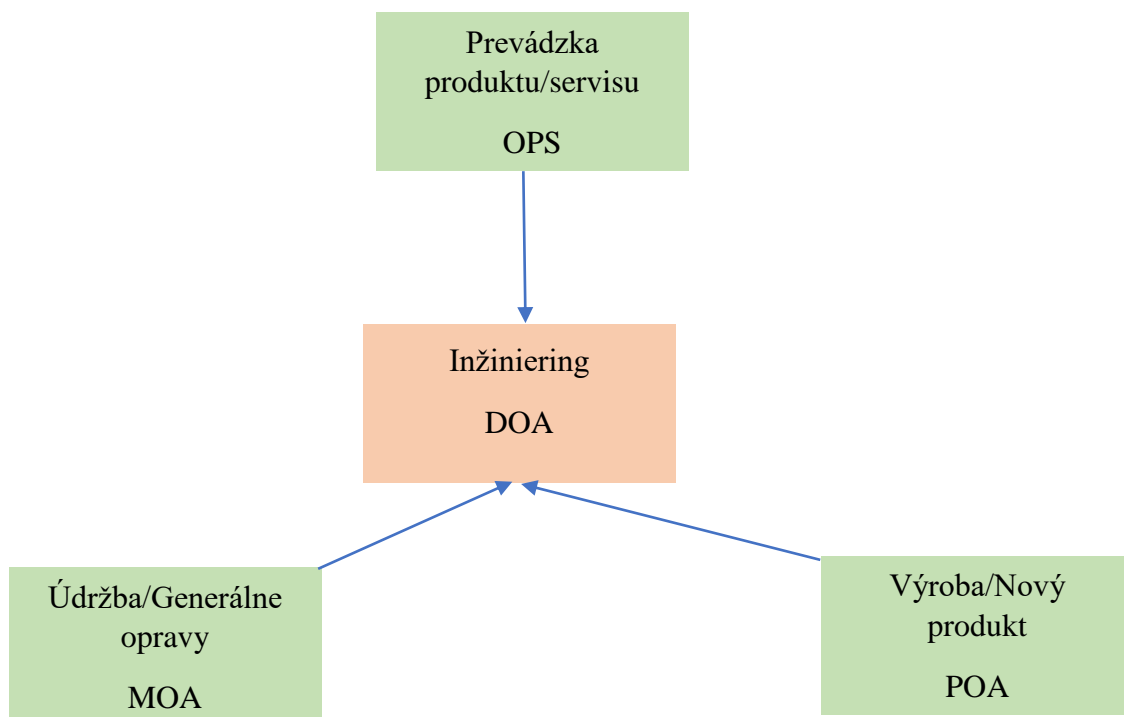 Prevádzka
produktu/servisu
OPS
Inžiniering
DOA
Údržba/Generálne
opravy
MOA
Výroba/Nový
produkt
POA